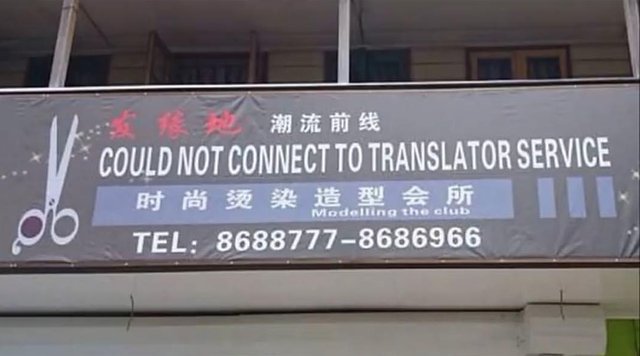 发缘地 潮流前线
COULD NOT CONNECT TO TRANSLATOR SERVICE
时尚烫染造型会所
Modelling the club
TEL: 8688777-8686966